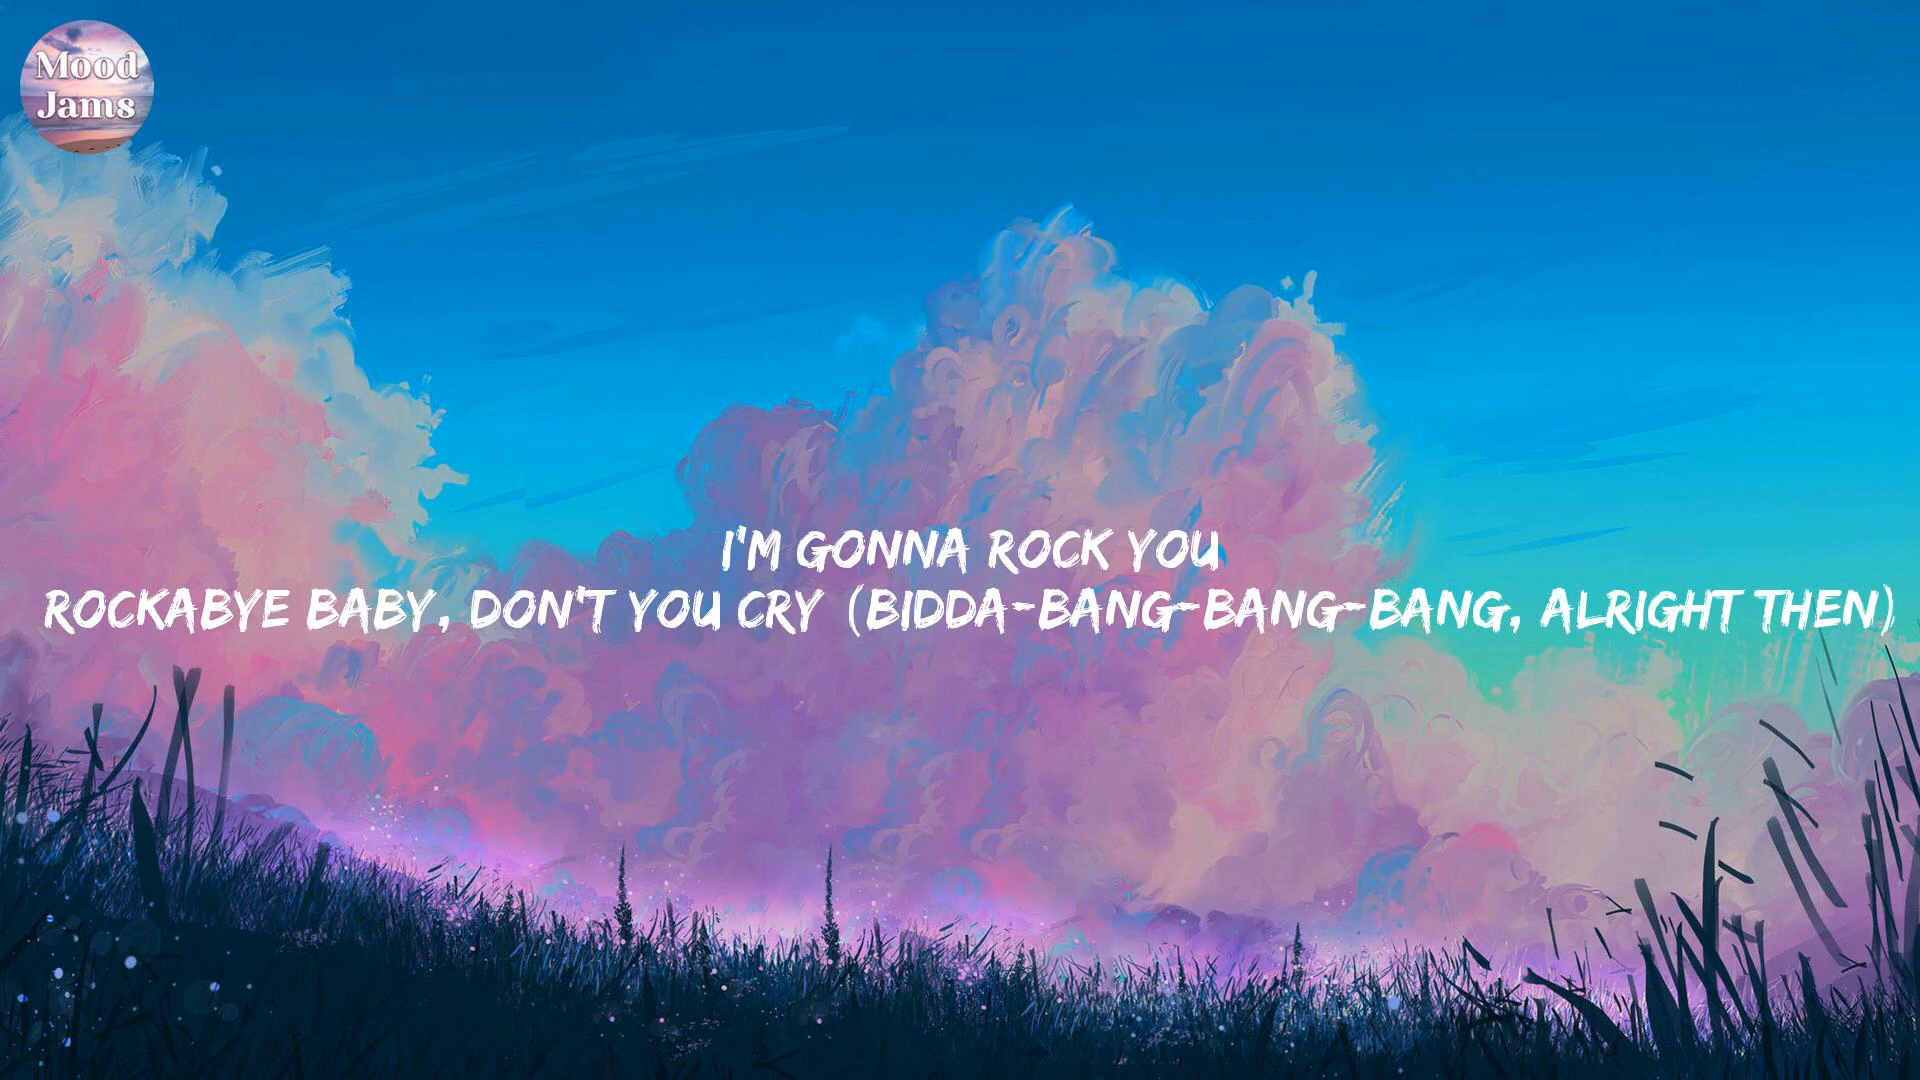 Mood
Jams
I'M GONNA ROCK YOU
ROCKABYE BABY, DON'T YOU CRY (BIDDA-BANG-BANG-BANG, ALRIGHT THEN)